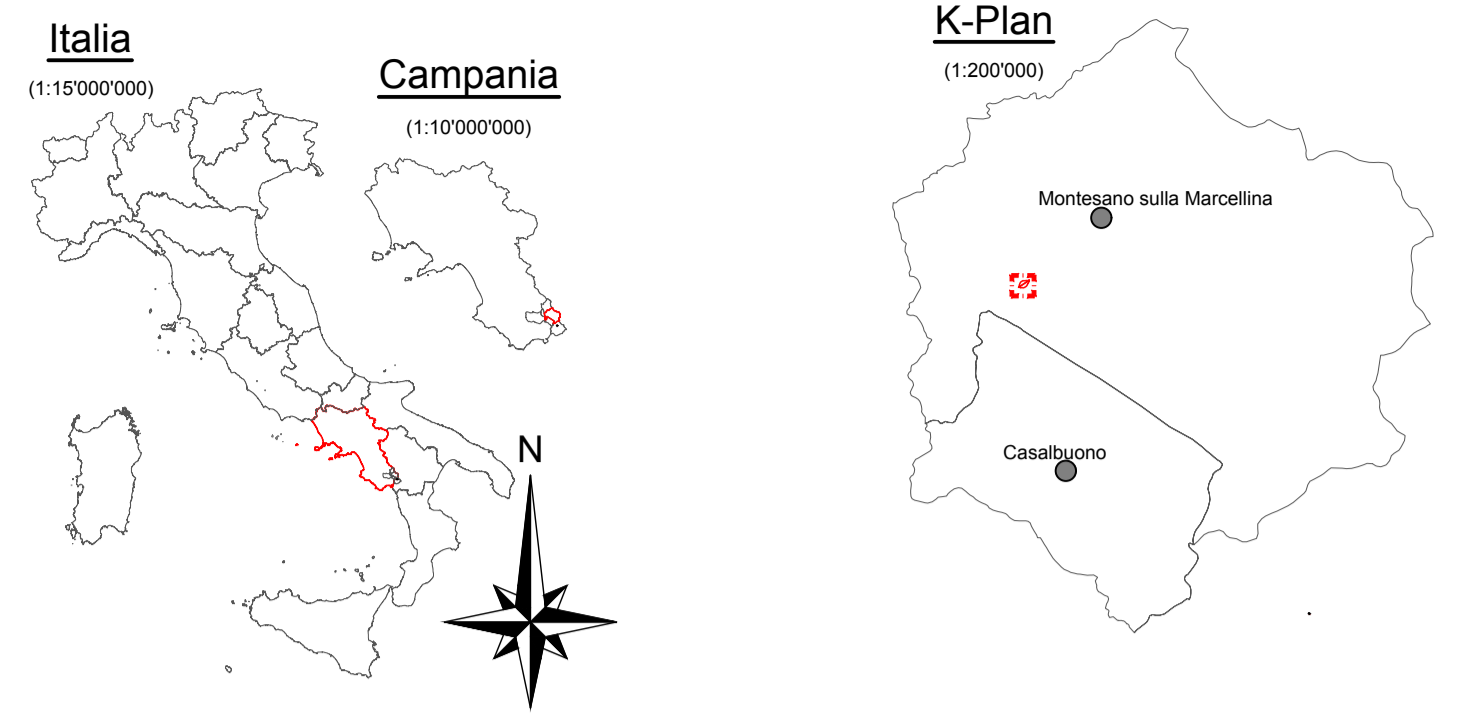 Italia
(1:15'000'000)
Campania
(1:10'000'000)
N
K-Plan
(1:200'000)
Montesano sulla Marcellina
Casalbuono